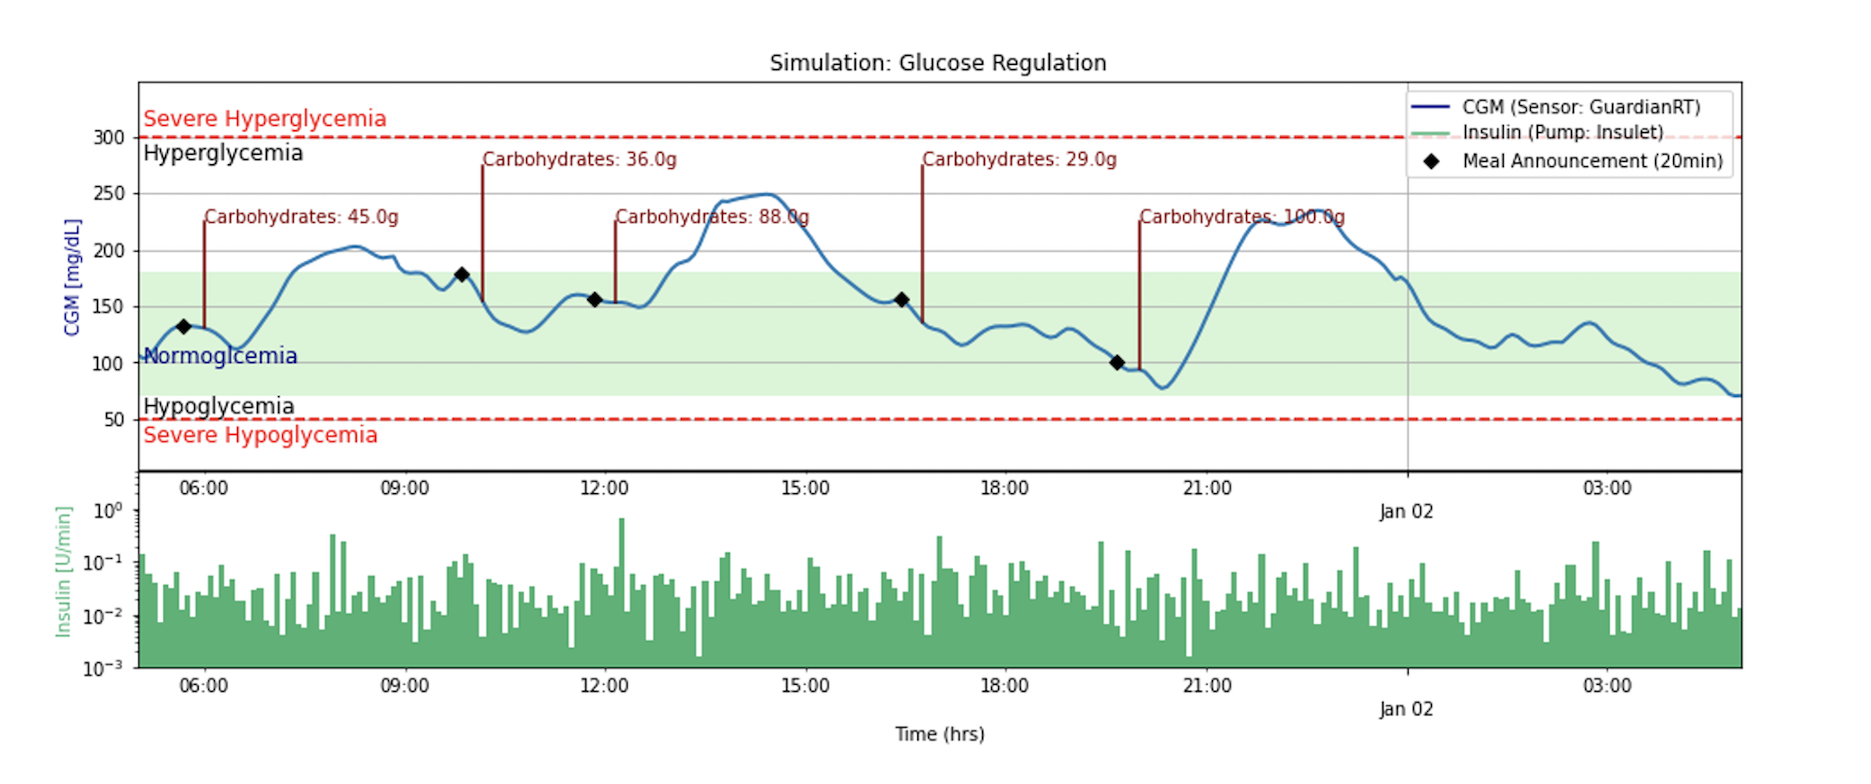 Simulation: Glucose Regulation
Severe Hyperglycemia
300
Hyperglycemia
250
200
150
100
50
CGM [mg/dL]
CGM (Sensor: GuardianRT)
Insulin (Pump: Insulet)
Meal Announcement (20min)
Carbohydrates: 36.0g
Carbohydrates: 29.0g
Carbohydrates: 45.0g
Carbohydrates: 88.0g
Carbohydrates: 100.0g
Normoglcemia
Hypoglycemia
Severe Hypoglycemia
06:00 09:00 12:00 15:00 18:00 21:00 03:00
Jan 02
Insulin [U/min]
10⁰
10⁻¹
10⁻²
10⁻³
06:00 09:00 12:00 15:00 18:00 21:00 03:00
Jan 02
Time (hrs)